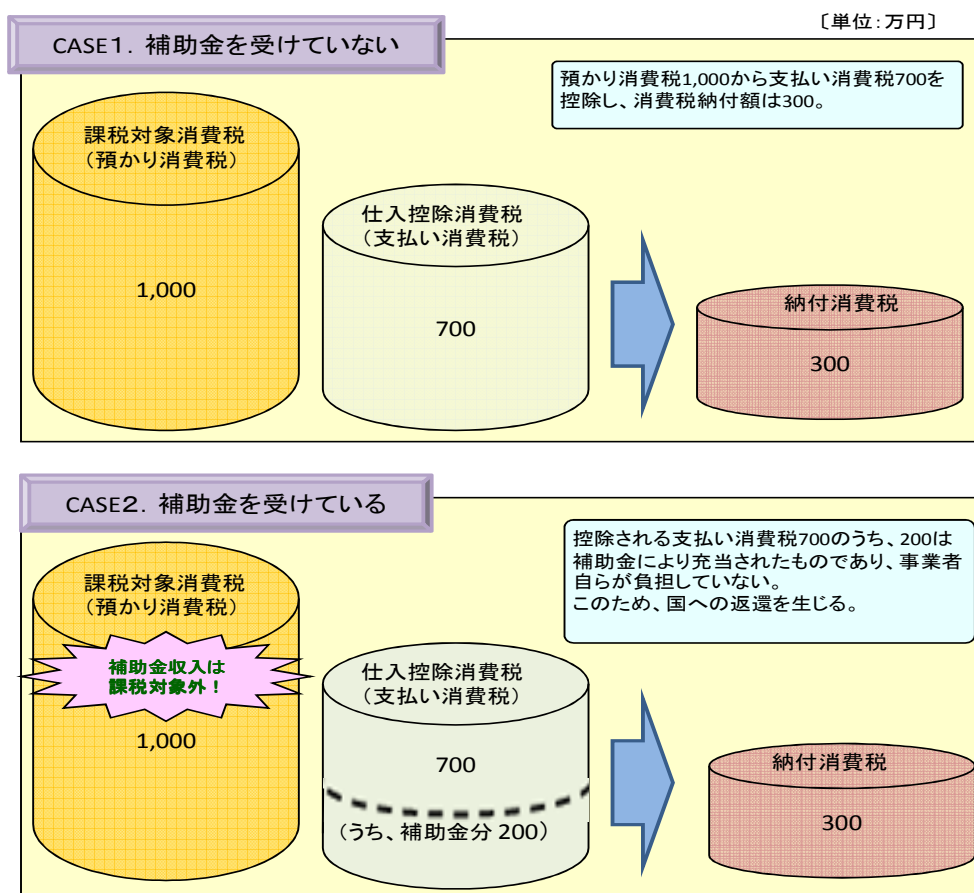 〔単位:万円〕
CASE1. 補助金を受けていない
預かり消費税1,000から支払い消費税700を
控除し、消費税納付額は300。
課税対象消費税
(預かり消費税)
1,000
仕入控除消費税
(支払い消費税)
700
納付消費税
300
CASE2. 補助金を受けている
控除される支払い消費税700のうち、200は
補助金により充当されたものであり、事業者
自らが負担していない。
このため、国への返還を生じる。
課税対象消費税
(預かり消費税)
補助金収入は
課税対象外!
1,000
仕入控除消費税
(支払い消費税)
700
(うち、補助金分 200)
納付消費税
300